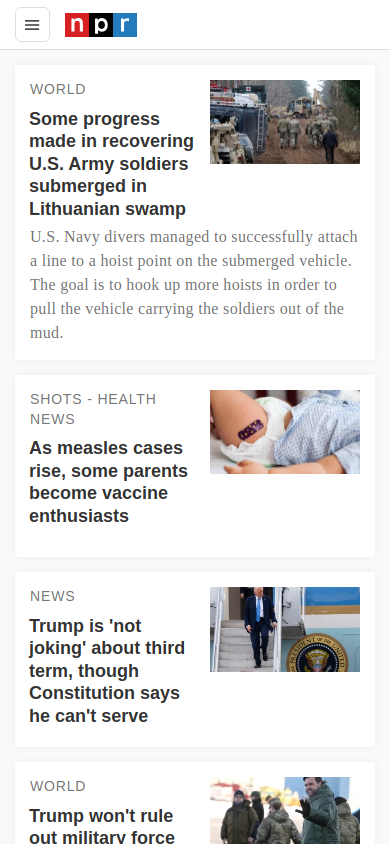 npr
WORLD
Some progress
made in recovering
U.S. Army soldiers
submerged in
Lithuanian swamp
U.S. Navy divers managed to successfully attach
a line to a hoist point on the submerged vehicle.
The goal is to hook up more hoists in order to
pull the vehicle carrying the soldiers out of the
mud.
SHOTS - HEALTH
NEWS
As measles cases
rise, some parents
become vaccine
enthusiasts
NEWS
Trump is 'not
joking' about third
term, though
Constitution says
he can't serve
WORLD
Trump won't rule
out military force